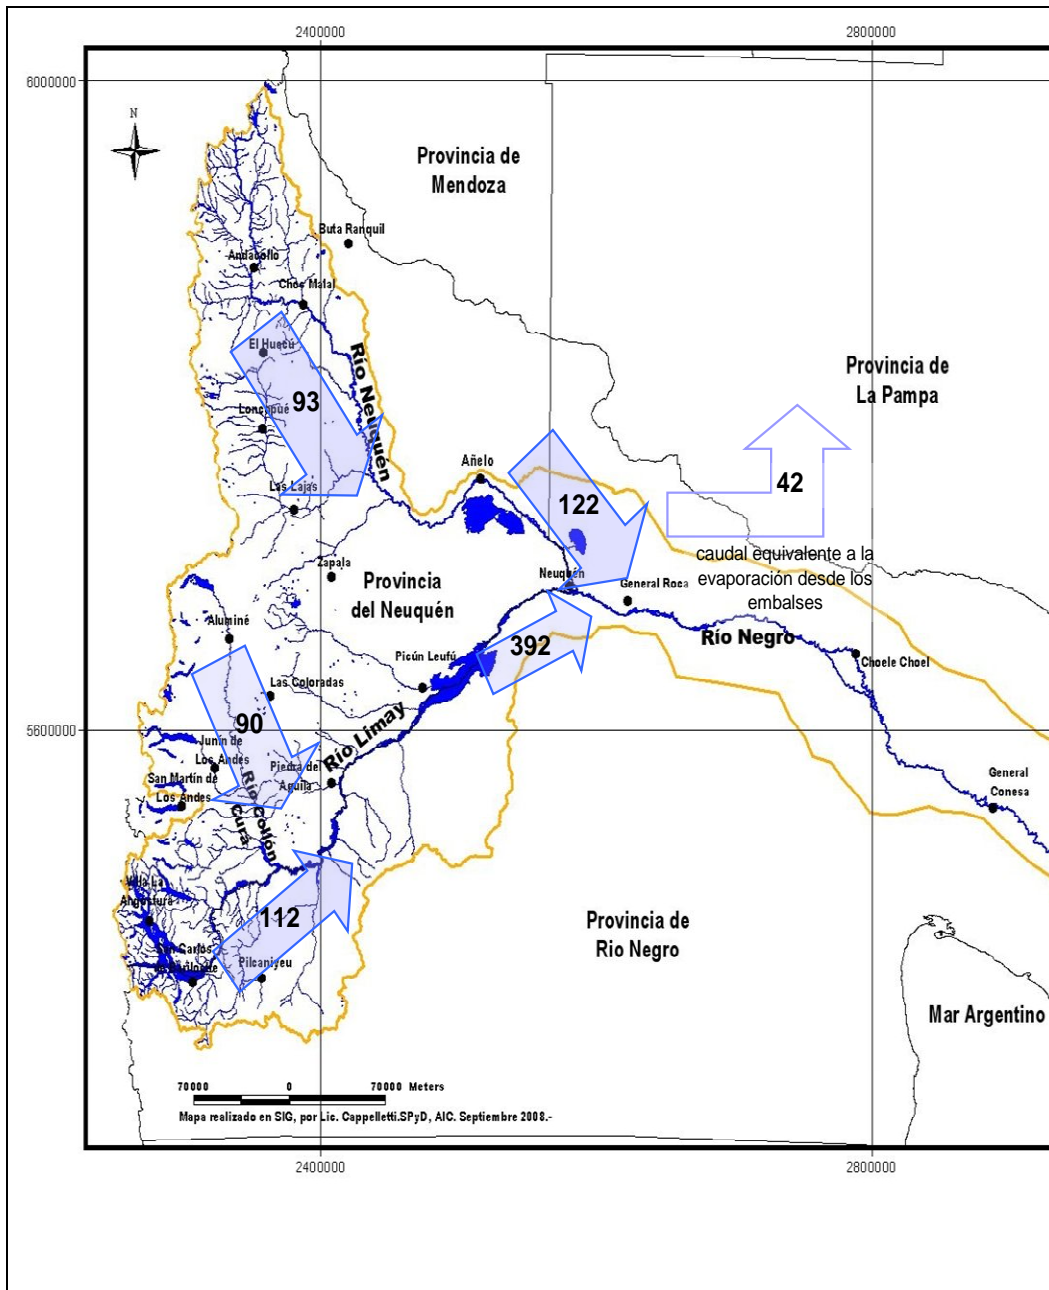 2400000
2800000
6000000
N
Provincia de
Mendoza
Buta Ranquil
Andacollo
Chos Malal
El Huecú
Río Neuquén
Provincia de
La Pampa
93
Loncopué
Las Lajas
Añelo
122
42
caudal equivalente a la
evaporación desde los
embalses
Zapala
Provincia
del Neuquén
Neuquén
General Roca
Aluminé
Río Negro
392
Picún Leufú
Choele Choel
Las Coloradas
90
Río Limay
5600000
Junín de
Los Andes
Piedra del
Aguila
San Martín de
Los Andes
Río Collón
Curá
General
Conesa
Villa La
Angostura
112
Provincia de
Rio Negro
San Carlos
de Bariloche
Pilcaniyeu
Mar Argentino
70000 0 70000 Meters
Mapa realizado en SIG, por Lic. Cappelletti.SPyD, AIC. Septiembre 2008.-
2400000
2800000